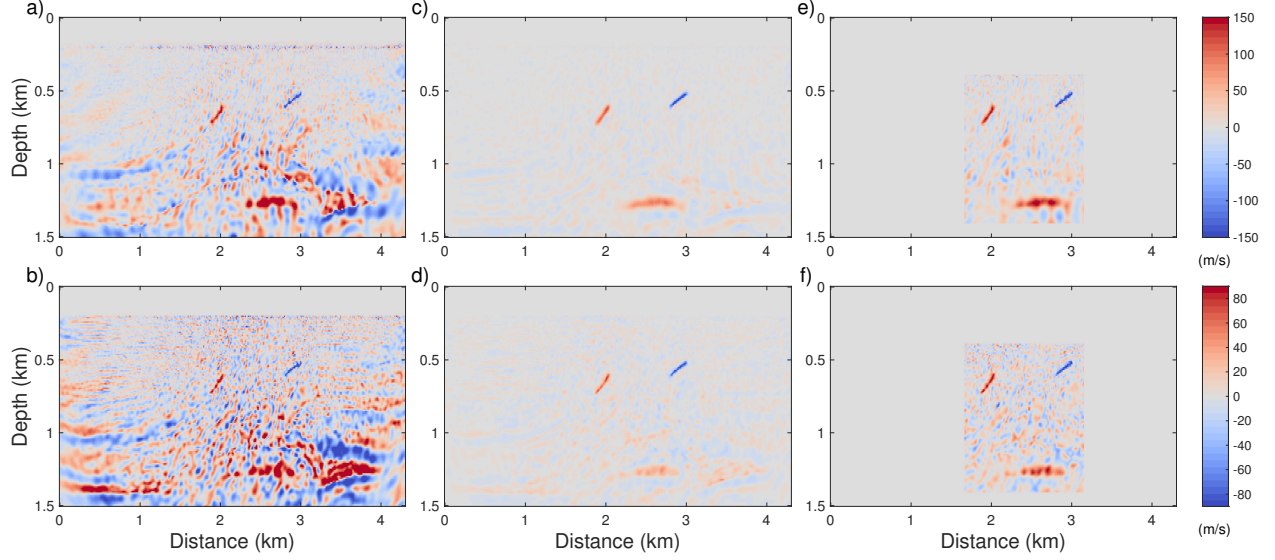 a) c) e)
0 0 0 150
100
0.5 0.5 0.5 50
Depth (km) 0
1 1 1 -50
-100
1.5 1.5 1.5 -150
0 1 2 3 4 0 1 2 3 4 0 1 2 3 4 (m/s)
b) d) f)
0 0 0 80
60
0.5 0.5 0.5 40
20
Depth (km) 0
1 1 1 -20
-40
-60
1.5 1.5 1.5 -80
0 1 2 3 4 0 1 2 3 4 0 1 2 3 4 (m/s)
Distance (km) Distance (km) Distance (km)